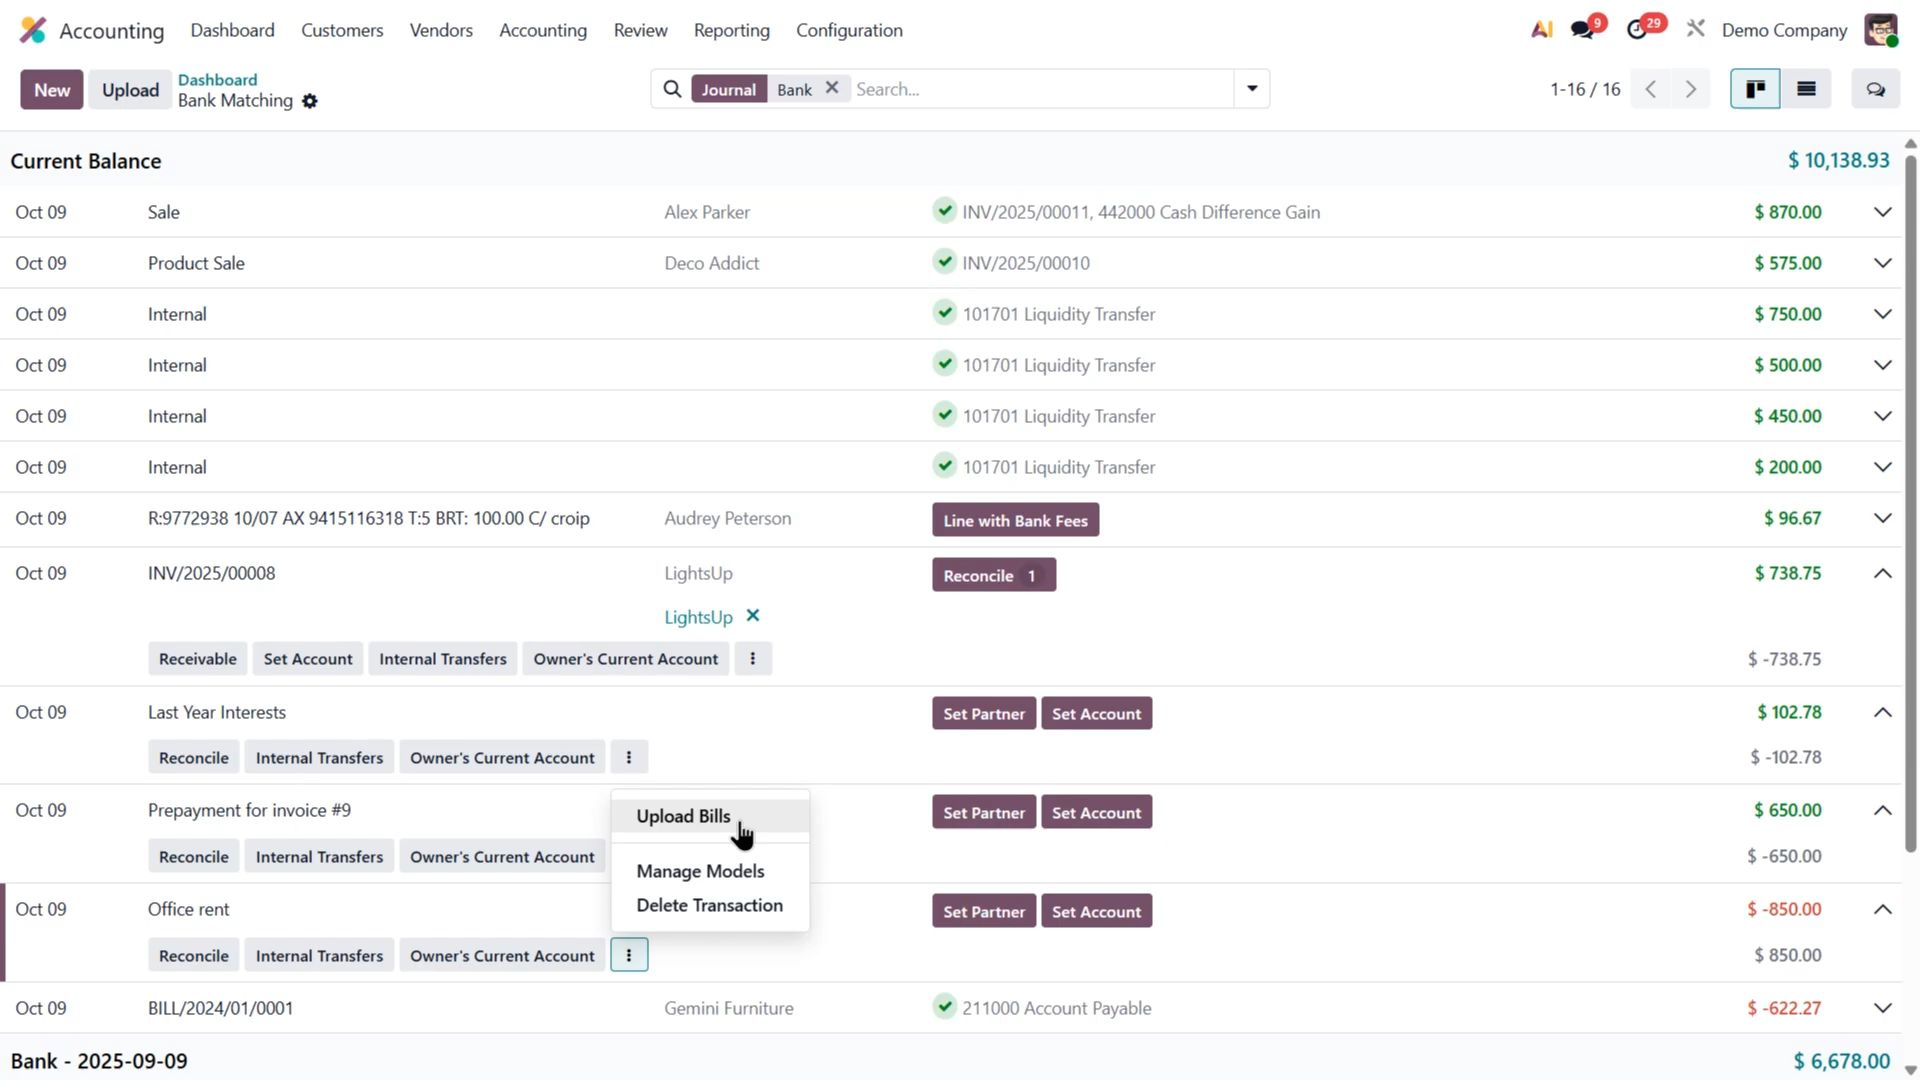 Accounting Dashboard Customers Vendors Accounting Review Reporting Configuration AI 9 29 Demo Company
New Upload Dashboard
Bank Matching
Journal Bank Search... 1-16 / 16
Current Balance $ 10,138.93
Oct 09 Sale Alex Parker INV/2025/00011, 442000 Cash Difference Gain $ 870.00
Oct 09 Product Sale Deco Addict INV/2025/00010 $ 575.00
Oct 09 Internal 101701 Liquidity Transfer $ 750.00
Oct 09 Internal 101701 Liquidity Transfer $ 500.00
Oct 09 Internal 101701 Liquidity Transfer $ 450.00
Oct 09 Internal 101701 Liquidity Transfer $ 200.00
Oct 09 R:9772938 10/07 AX 9415116318 T:5 BRT: 100.00 C/ croip Audrey Peterson Line with Bank Fees $ 96.67
Oct 09 INV/2025/00008 LightsUp Reconcile 1 $ 738.75
LightsUp
Receivable Set Account Internal Transfers Owner's Current Account $ -738.75
Oct 09 Last Year Interests Set Partner Set Account $ 102.78
Reconcile Internal Transfers Owner's Current Account $ -102.78
Oct 09 Prepayment for invoice #9 Set Partner Set Account $ 650.00
Upload Bills
Reconcile Internal Transfers Owner's Current Account $ -650.00
Manage Models
Delete Transaction
Oct 09 Office rent Set Partner Set Account $ -850.00
Reconcile Internal Transfers Owner's Current Account $ 850.00
Oct 09 BILL/2024/01/0001 Gemini Furniture 211000 Account Payable $ -622.27
Bank - 2025-09-09 $ 6,678.00